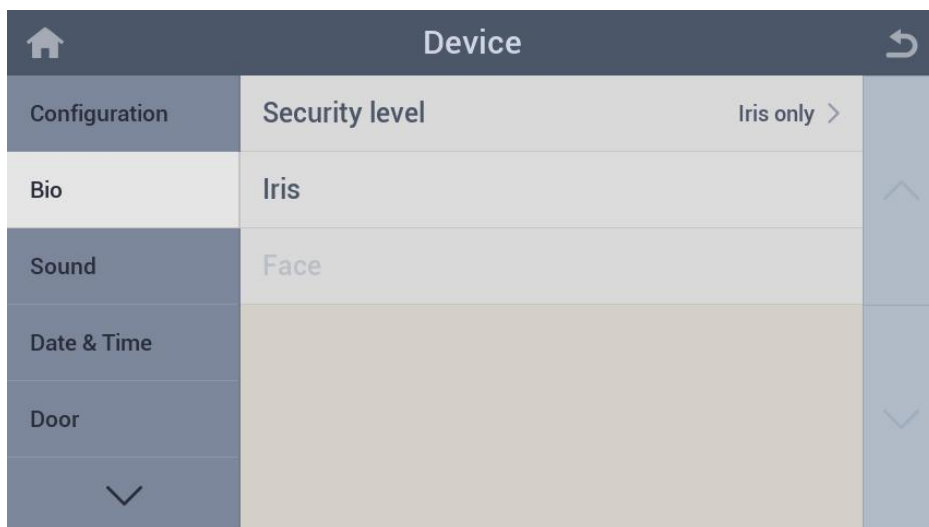 Device
Configuration
Security level
Iris only
Bio
Iris
Sound
Face
Date & Time
Door